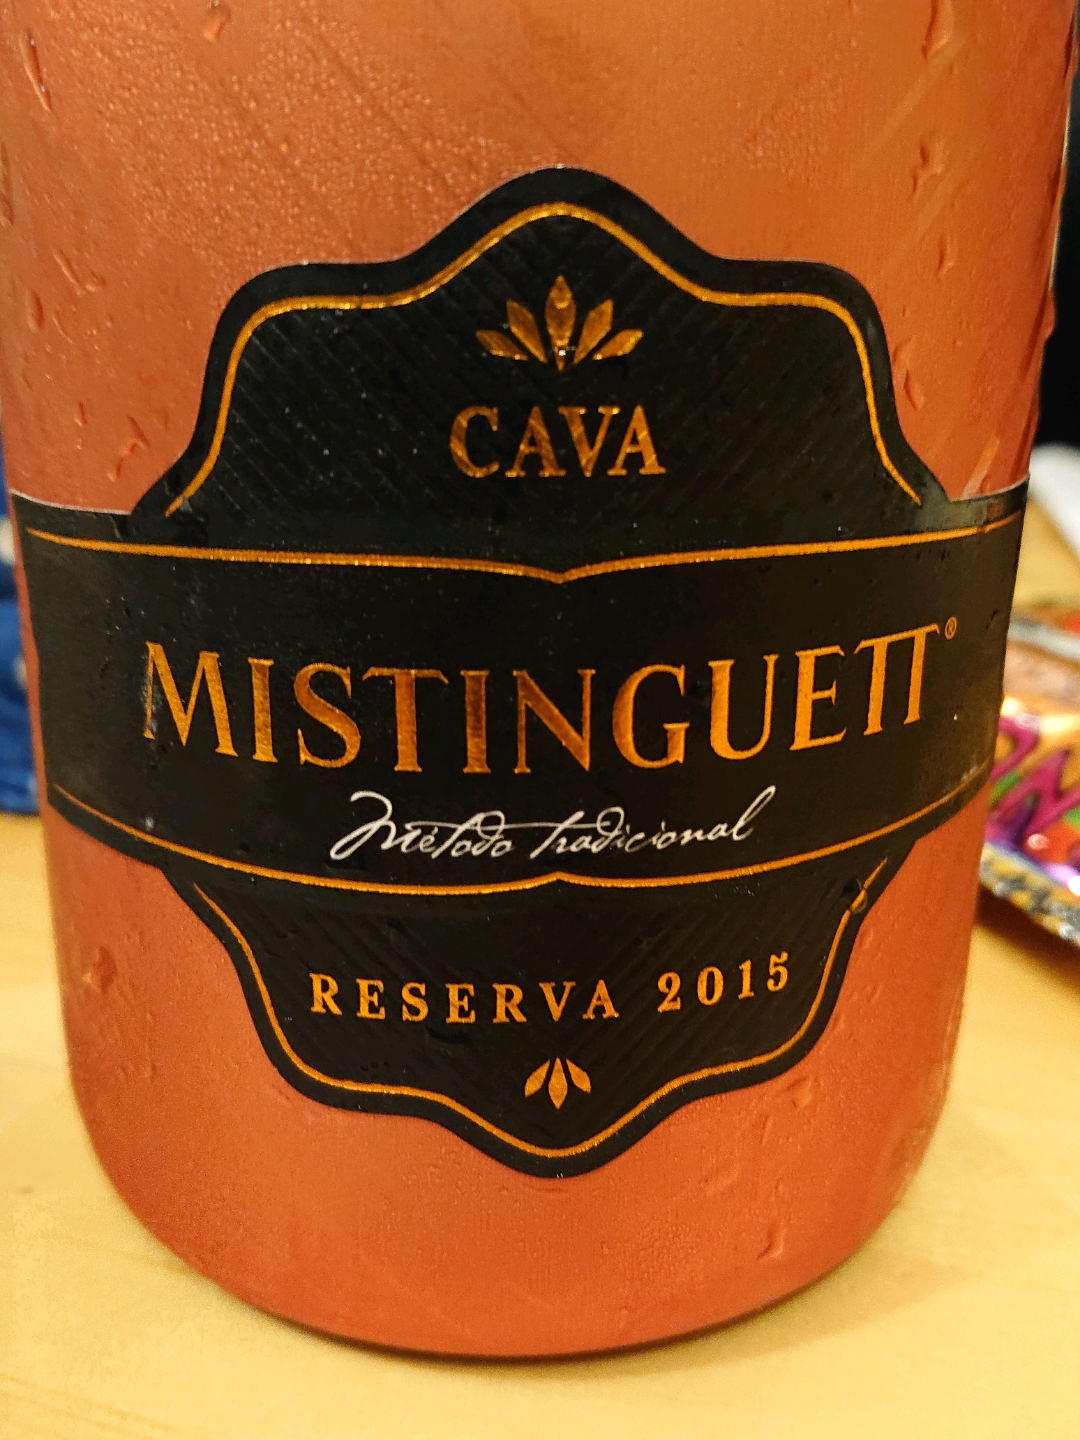 CAVA
MISTINGUETT®
Método tradicional
RESERVA 2015